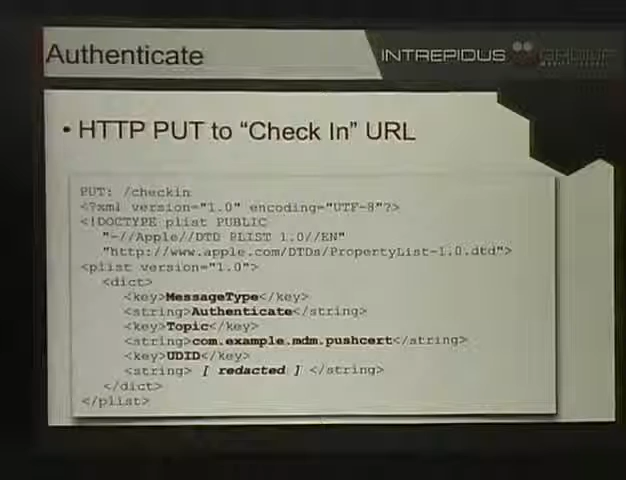 Authenticate
INTREPIDUS GROUP
• HTTP PUT to “Check In” URL
PUT: /checkin
<?xml version="1.0" encoding="UTF-8"?>
<!DOCTYPE plist PUBLIC
"-//Apple//DTD PLIST 1.0//EN"
"http://www.apple.com/DTDs/PropertyList-1.0.dtd">
<plist version="1.0">
<dict>
<key>MessageType</key>
<string>Authenticate</string>
<key>Topic</key>
<string>com.example.mdm.pushcert</string>
<key>UDID</key>
<string> [ redacted ] </string>
</dict>
</plist>